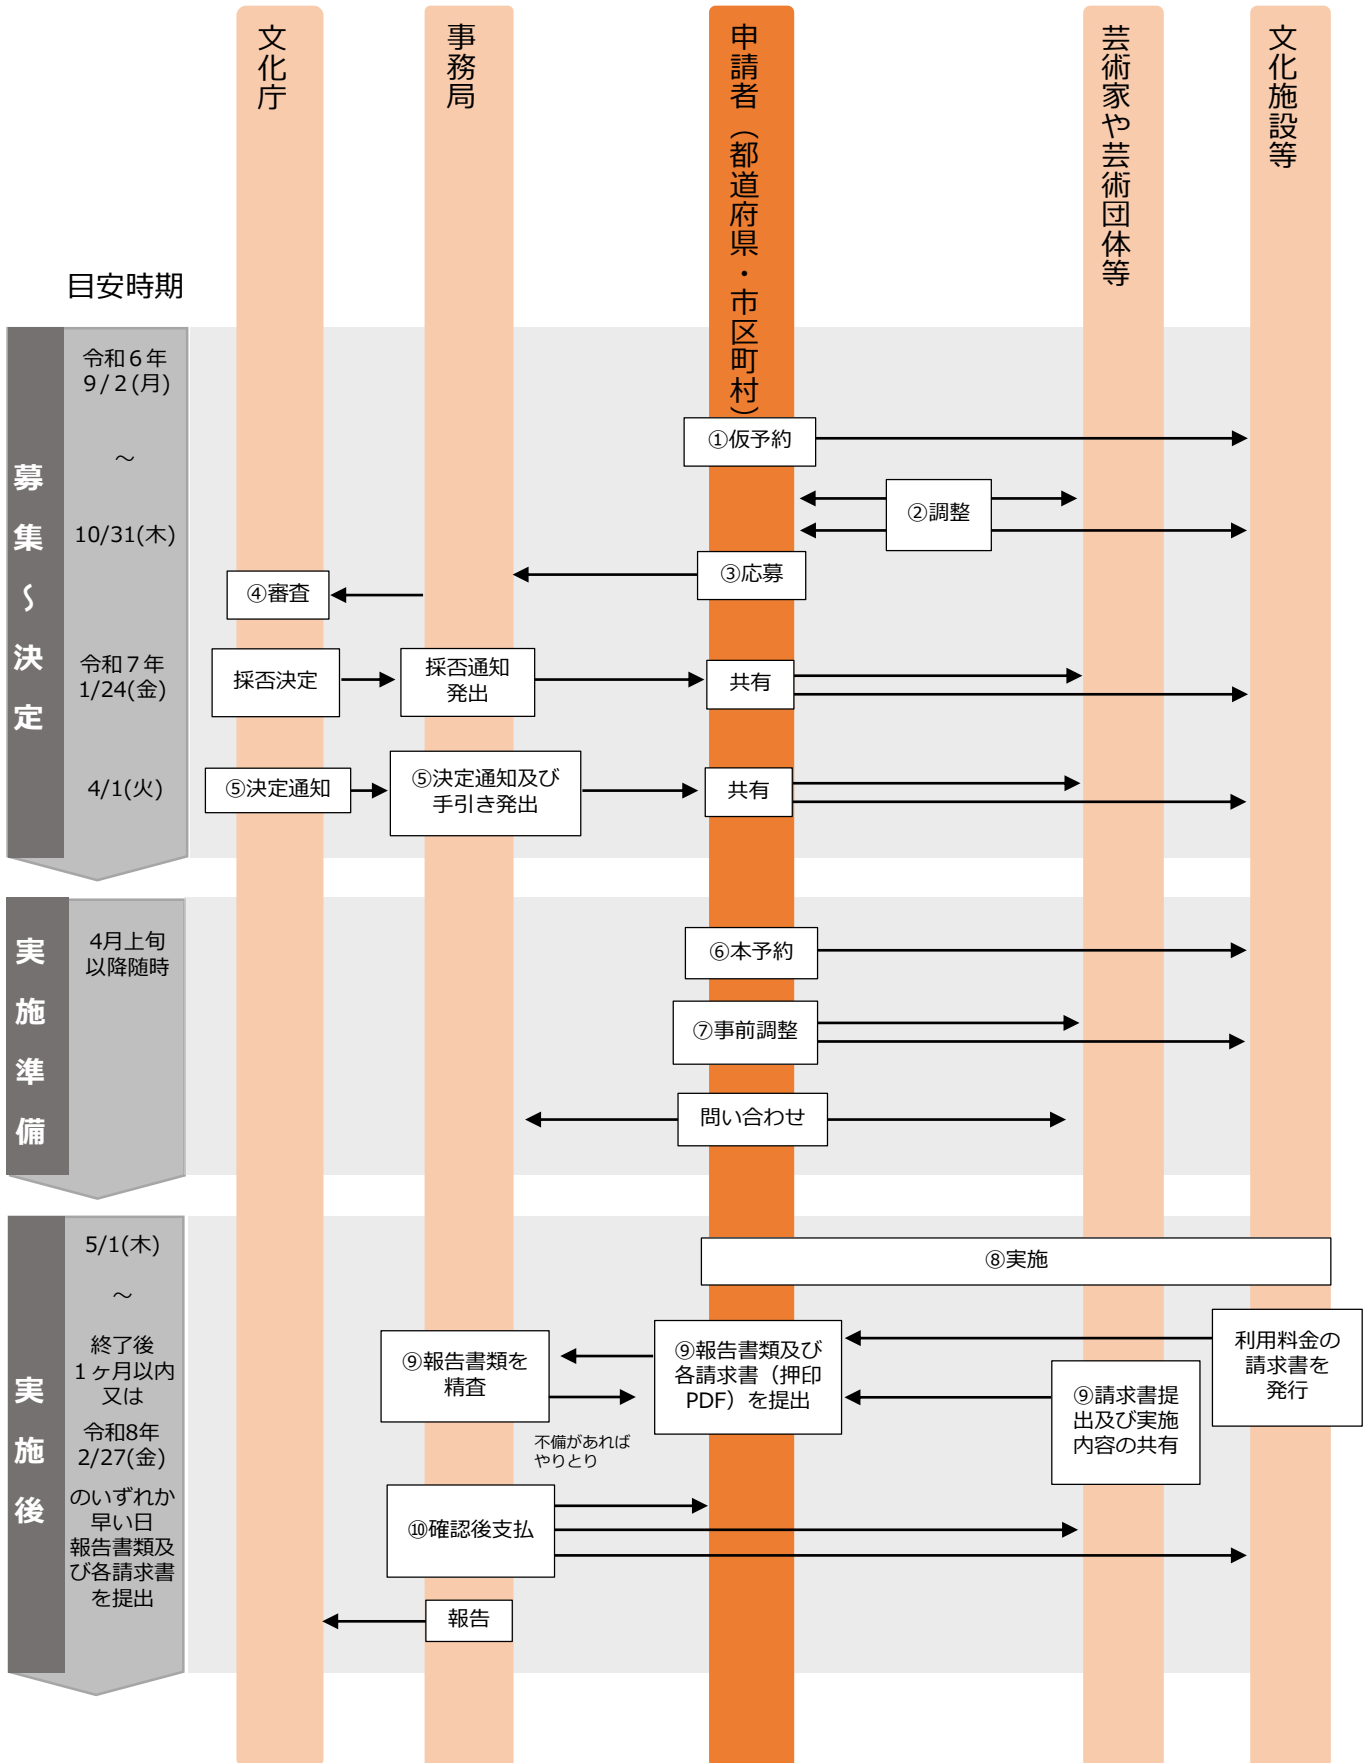 文化庁
事務局
申請者（都道府県・市区町村）
芸術家や芸術団体等
文化施設等
目安時期
募集～決定
令和６年
9/２(月)
～
10/31(木)
令和７年
1/24(金)
4/1(火)
①仮予約
②調整
③応募
④審査
採否決定
採否通知
発出
共有
⑤決定通知
⑤決定通知及び
手引き発出
共有
実施準備
4月上旬
以降随時
⑥本予約
⑦事前調整
問い合わせ
実施後
5/1(木)
～
終了後
１ヶ月以内
又は
令和8年
2/27(金)
のいずれか
早い日
報告書類及
び各請求書
を提出
⑧実施
利用料金の
請求書を
発行
⑨報告書類及び
各請求書（押印
PDF）を提出
⑨報告書類を
精査
⑨請求書提
出及び実施
内容の共有
不備があれば
やりとり
⑩確認後支払
報告